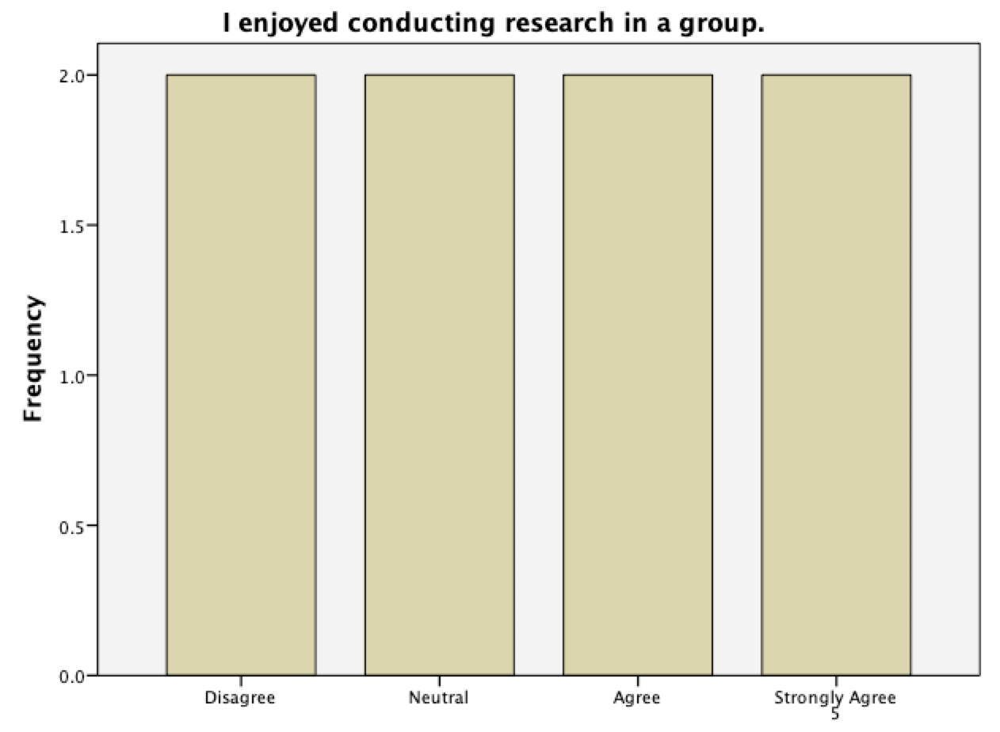 I enjoyed conducting research in a group.
Frequency
2.0
1.5
1.0
0.5
0.0
Disagree
Neutral
Agree
Strongly Agree
5